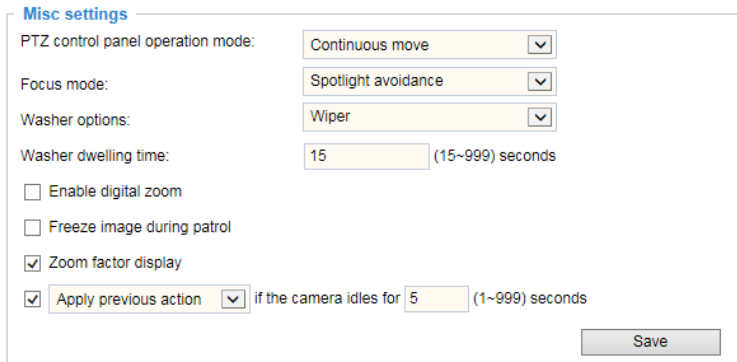 Misc settings
PTZ control panel operation mode: Continuous move
Focus mode: Spotlight avoidance
Washer options: Wiper
Washer dwelling time: 15 (15~999) seconds
Enable digital zoom
Freeze image during patrol
Zoom factor display
Apply previous action if the camera idles for 5 (1~999) seconds
Save